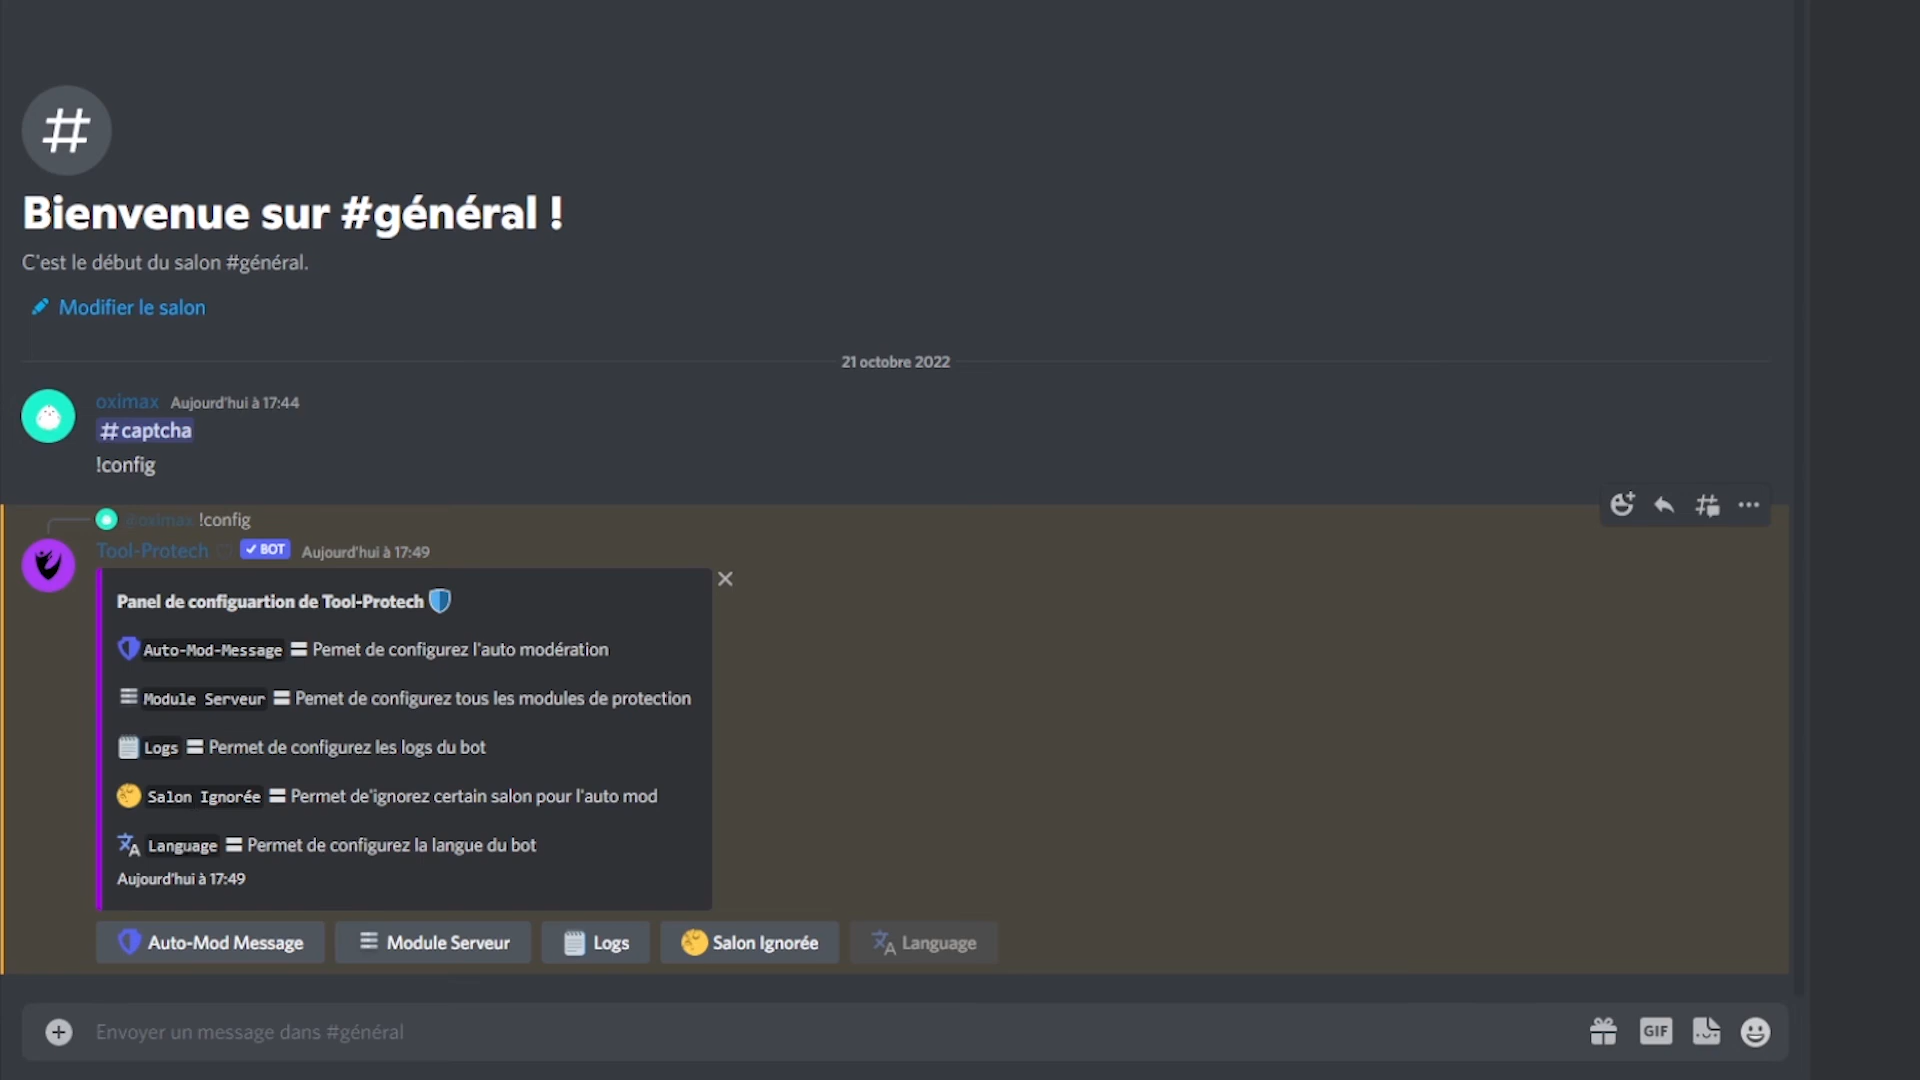 Bienvenue sur #général !
C'est le début du salon #général.
Modifier le salon
21 octobre 2022
oximax Aujourd'hui à 17:44
#captcha
!config
@oximax !config
Tool-Protech BOT Aujourd'hui à 17:49
Panel de configuartion de Tool-Protech
Auto-Mod-Message = Pemet de configurez l'auto modération
Module Serveur = Pemet de configurez tous les modules de protection
Logs = Permet de configurez les logs du bot
Salon Ignorée = Permet de'ignorez certain salon pour l'auto mod
Language = Permet de configurez la langue du bot
Aujourd'hui à 17:49
Auto-Mod Message Module Serveur Logs Salon Ignorée Language
Envoyer un message dans #général GIF